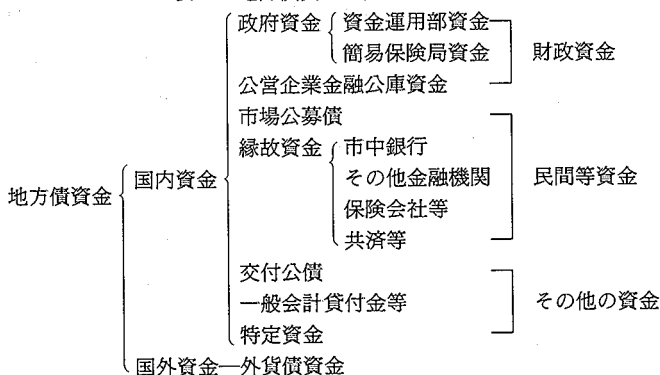 政府資金 資金運用部資金
簡易保険局資金 財政資金
公営企業金融公庫資金
市場公募債
縁故資金 市中銀行
地方債資金 国内資金 その他金融機関 民間等資金
保険会社等
共済等
交付公債
一般会計貸付金等 その他の資金
特定資金
国外資金—外貨債資金